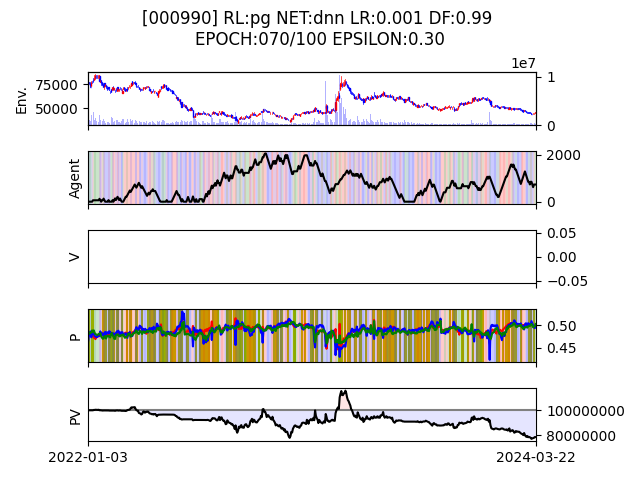 [000990] RL:pg NET:dnn LR:0.001 DF:0.99
EPOCH:070/100 EPSILON:0.30
1e7
Env.
75000
50000
1
0
Agent
2000
0
V
0.05
0.00
−0.05
P
0.50
0.45
PV
100000000
80000000
2022-01-03
2024-03-22